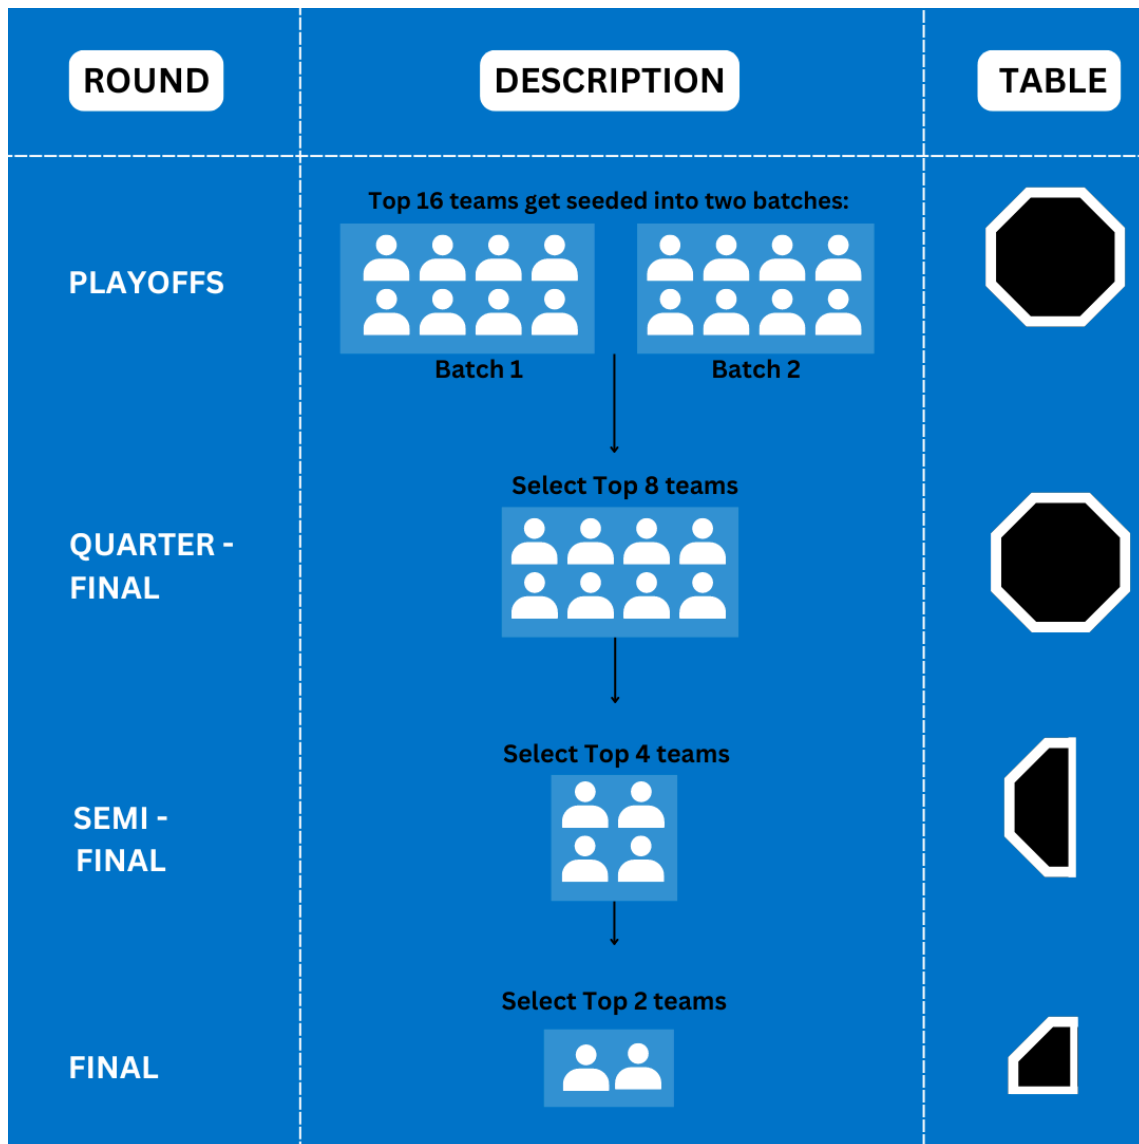 ROUND
DESCRIPTION
TABLE
PLAYOFFS
Top 16 teams get seeded into two batches:
Batch 1
Batch 2
QUARTER -
FINAL
Select Top 8 teams
SEMI -
FINAL
Select Top 4 teams
FINAL
Select Top 2 teams